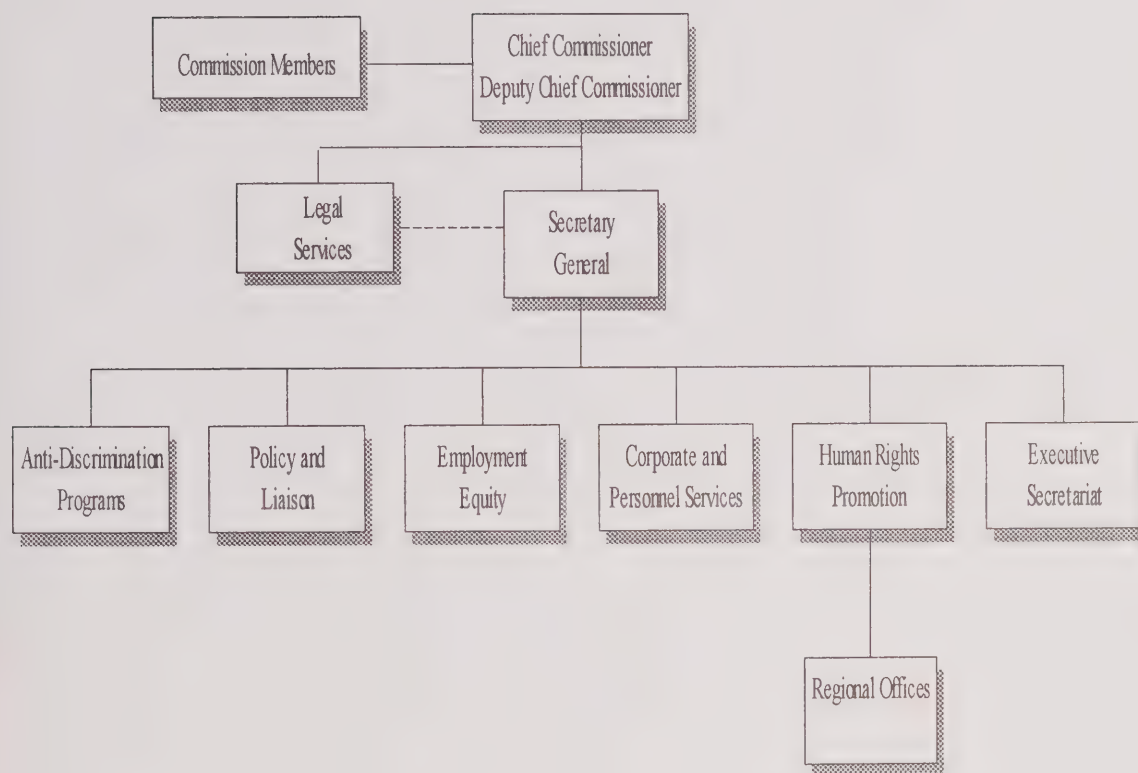 Commission Members
Chief Commissioner
Deputy Chief Commissioner
Legal
Services
Secretary
General
Anti-Discrimination
Programs
Policy and
Liaison
Employment
Equity
Corporate and
Personnel Services
Human Rights
Promotion
Executive
Secretariat
Regional Offices